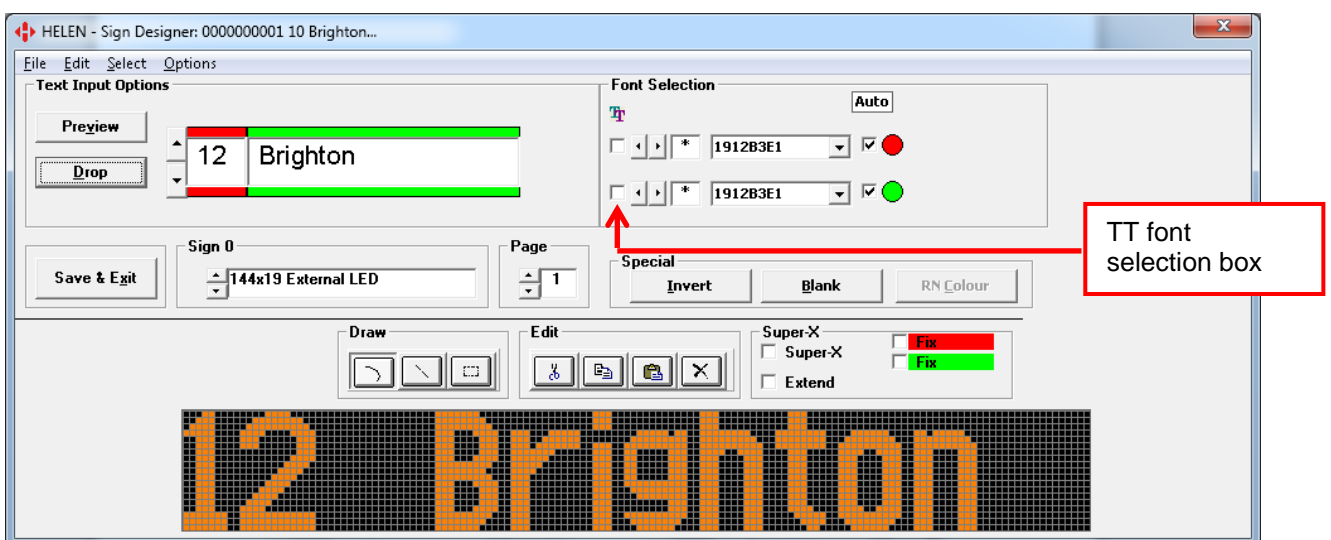 HELEN - Sign Designer: 0000000001 10 Brighton...
x
File Edit Select Options
Text Input Options
Font Selection
TT
Auto
Preview
12 Brighton
* 1912B3E1
Drop
* 1912B3E1
TT font
selection box
Sign 0
Page
Special
Save & Exit
144x19 External LED
1
Invert
Blank
RN Colour
Draw
Edit
Super-X
Super-X
Fix
Fix
Extend
12 Brighton